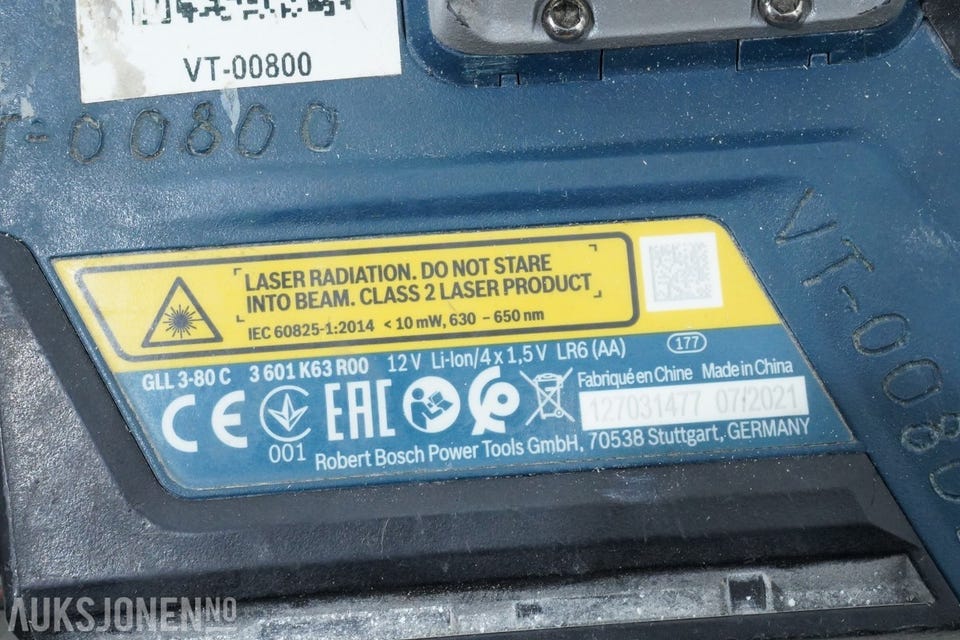 VT-00800
T-00800
VT-0080
LASER RADIATION. DO NOT STARE
INTO BEAM. CLASS 2 LASER PRODUCT
IEC 60825-1:2014 < 10 mW, 630 - 650 nm
GLL 3-80 C 3 601 K63 R00 12 V Li-Ion/4 x 1,5 V LR6 (AA) 177
CE 001 EAC
Fabriqué en Chine Made in China
127031477 07/2021
Robert Bosch Power Tools GmbH, 70538 Stuttgart, GERMANY
AUKSJONEN.NO